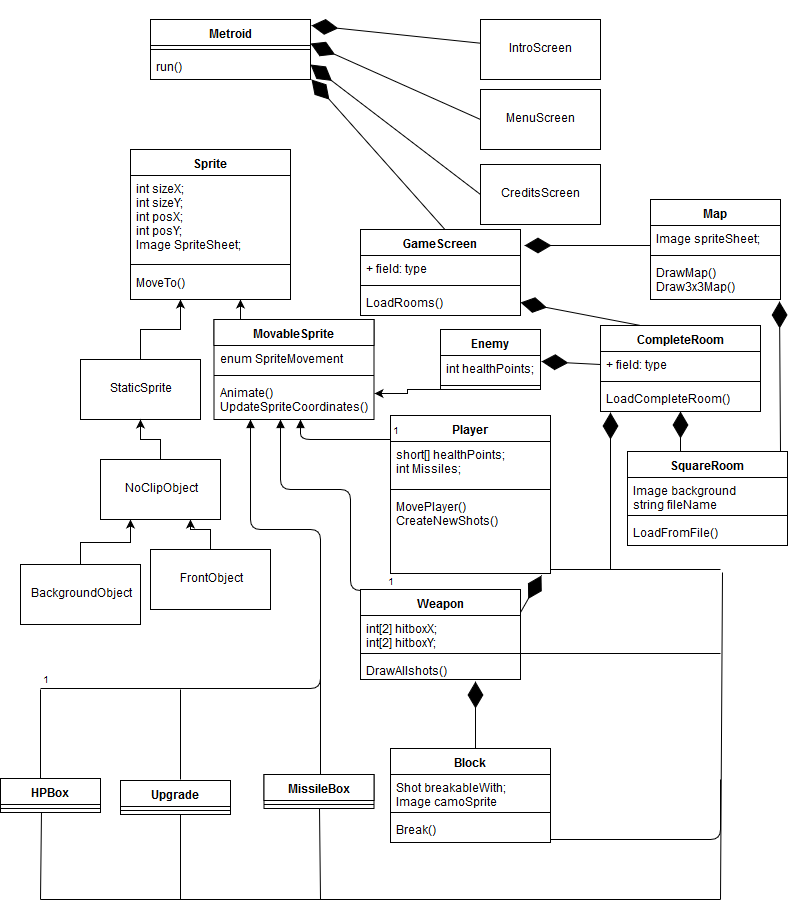 Metroid
run()
IntroScreen
MenuScreen
CreditsScreen
Sprite
int sizeX;
int sizeY;
int posX;
int posY;
Image SpriteSheet;
MoveTo()
GameScreen
+ field: type
LoadRooms()
Map
Image spriteSheet;
DrawMap()
Draw3x3Map()
MovableSprite
enum SpriteMovement
Animate()
UpdateSpriteCoordinates()
Enemy
int healthPoints;
CompleteRoom
+ field: type
LoadCompleteRoom()
StaticSprite
1
Player
short[] healthPoints;
int Missiles;
MovePlayer()
CreateNewShots()
SquareRoom
Image background
string fileName
LoadFromFile()
NoClipObject
BackgroundObject
FrontObject
1
Weapon
int[2] hitboxX;
int[2] hitboxY;
DrawAllshots()
1
HPBox
Upgrade
MissileBox
Block
Shot breakableWith;
Image camoSprite
Break()